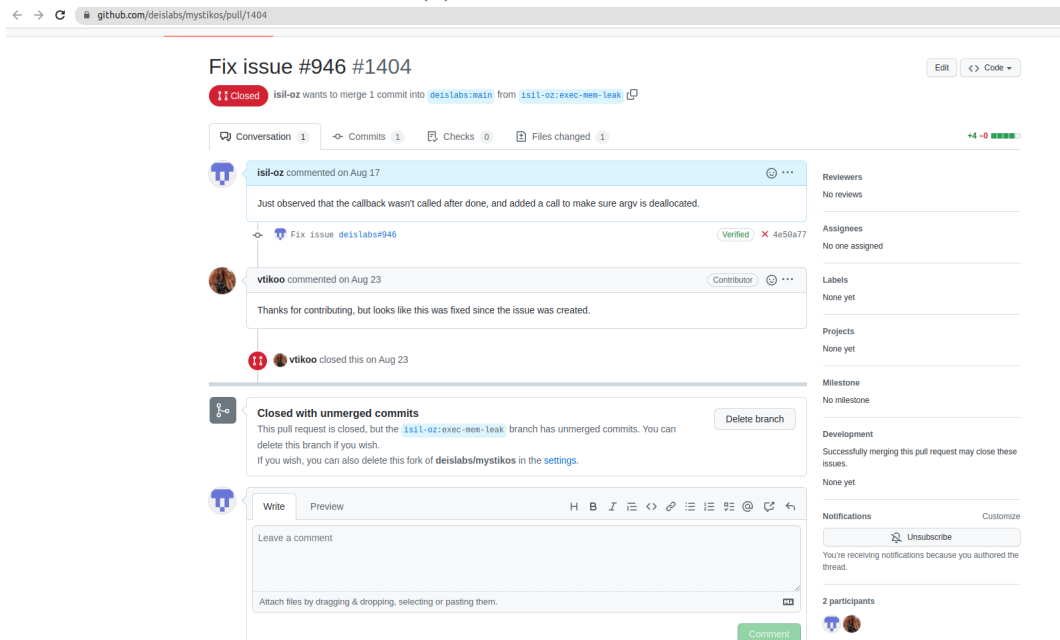 github.com/deislabs/mystikos/pull/1404
Fix issue #946 #1404
Edit
<> Code
Closed
isil-oz wants to merge 1 commit into deislabs:main from isil-oz:exec-mem-leak
Conversation 1
Commits 1
Checks 0
Files changed 1
+4 −0
isil-oz commented on Aug 17
Just observed that the callback wasn't called after done, and added a call to make sure argv is deallocated.
Fix issue deislabs#946
Verified
4e50a77
vtikoo commented on Aug 23
Contributor
Thanks for contributing, but looks like this was fixed since the issue was created.
vtikoo closed this on Aug 23
Closed with unmerged commits
This pull request is closed, but the isil-oz:exec-mem-leak branch has unmerged commits. You can
delete this branch if you wish.
If you wish, you can also delete this fork of deislabs/mystikos in the settings.
Delete branch
Write
Preview
Leave a comment
Attach files by dragging & dropping, selecting or pasting them.
Comment
Reviewers
No reviews
Assignees
No one assigned
Labels
None yet
Projects
None yet
Milestone
No milestone
Development
Successfully merging this pull request may close these
issues.
None yet
Notifications
Customize
Unsubscribe
You're receiving notifications because you authored the
thread.
2 participants